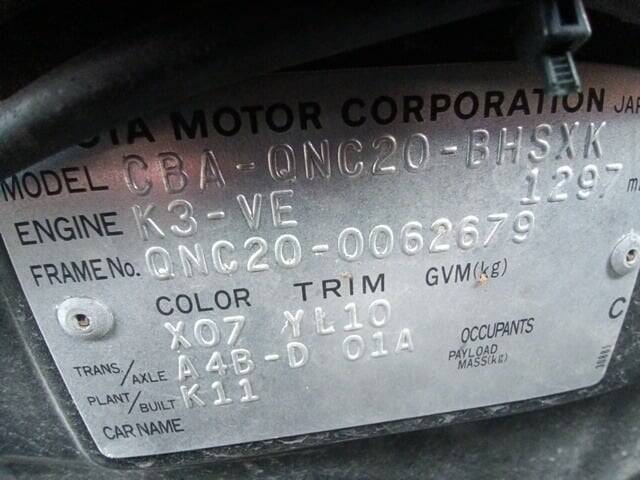 TOYOTA MOTOR CORPORATION JAP
MODEL CBA-QNC20-BHSXK
ENGINE K3-VE 1297 m
FRAME No. QNC20-0062679
COLOR TRIM GVM(kg)
X07 YL10
TRANS./AXLE A4B-D 01A OCCUPANTS
PAYLOAD MASS(kg)
PLANT/BUILT K11
CAR NAME
C